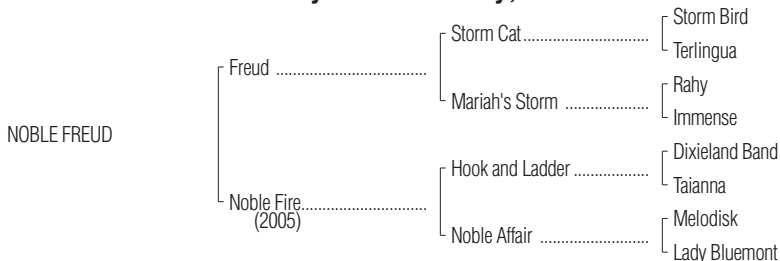 Storm Bird
Storm Cat
Terlingua
Freud
Rahy
Mariah's Storm
Immense
NOBLE FREUD
Dixieland Band
Hook and Ladder
Taianna
Noble Fire
(2005)
Melodisk
Noble Affair
Lady Bluemont